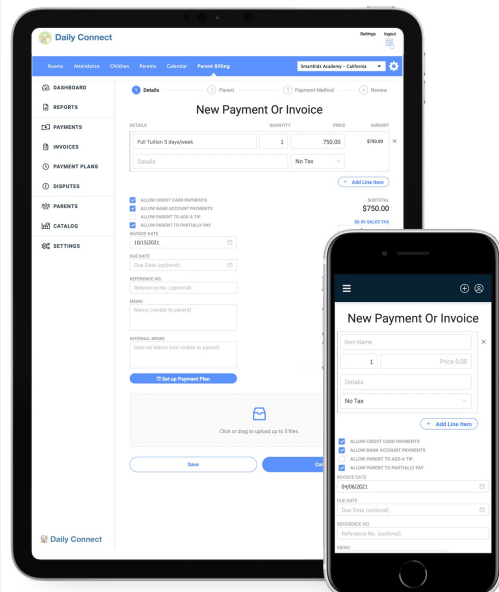 Daily Connect
Settings
logout
Rooms
Attendance
Children
Parents
Calendar
Parent Billing
SmartKids Academy - California
DASHBOARD
REPORTS
PAYMENTS
INVOICES
PAYMENT PLANS
DISPUTES
PARENTS
CATALOG
SETTINGS
Daily Connect
1 Details
2 Parent
3 Payment Method
4 Review
New Payment Or Invoice
DETAILS QUANTITY PRICE AMOUNT
Full Tuition 5 days/week 1 750.00 $750.00 ×
Details No Tax
+ Add Line Item
SUBTOTAL
$750.00
$0.00 SALES TAX
ALLOW CREDIT CARD PAYMENTS
ALLOW BANK ACCOUNT PAYMENTS
ALLOW PARENT TO ADD A TIP
ALLOW PARENT TO PARTIALLY PAY
INVOICE DATE
10/15/2021
DUE DATE
Due Date (optional)
REFERENCE NO.
Reference No. (optional)
MEMO
Memo (visible to parent)
INTERNAL MEMO
Internal Memo (not visible to parent)
Set up Payment Plan
Click or drag to upload up to 5 files.
Save
New Payment Or Invoice
Item Name ×
1 Price 0.00
Details
No Tax
+ Add Line Item
ALLOW CREDIT CARD PAYMENTS
ALLOW BANK ACCOUNT PAYMENTS
ALLOW PARENT TO ADD A TIP
ALLOW PARENT TO PARTIALLY PAY
INVOICE DATE
04/06/2021
DUE DATE
Due Date (optional)
REFERENCE NO.
Reference No. (optional)
MEMO